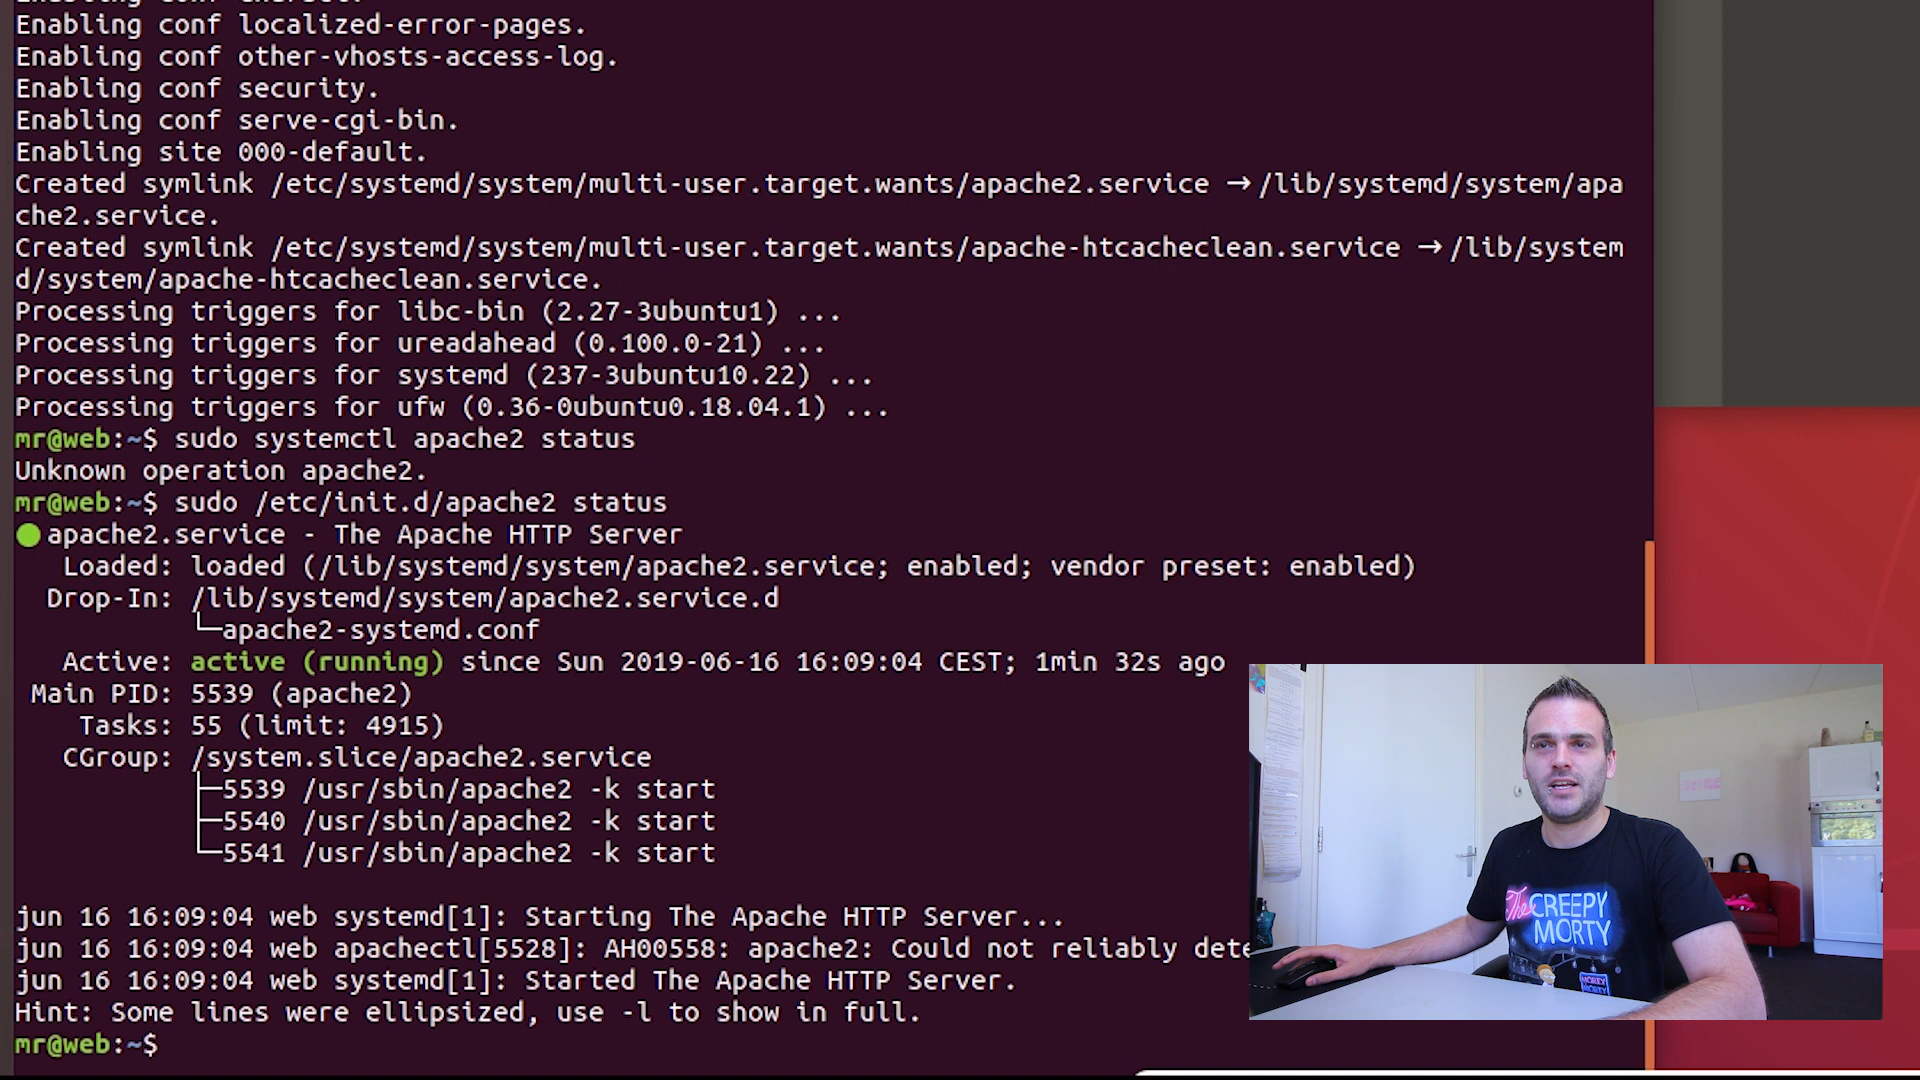 Enabling conf localized-error-pages.
Enabling conf other-vhosts-access-log.
Enabling conf security.
Enabling conf serve-cgi-bin.
Enabling site 000-default.
Created symlink /etc/systemd/system/multi-user.target.wants/apache2.service → /lib/systemd/system/apa
che2.service.
Created symlink /etc/systemd/system/multi-user.target.wants/apache-htcacheclean.service → /lib/system
d/system/apache-htcacheclean.service.
Processing triggers for libc-bin (2.27-3ubuntu1) ...
Processing triggers for ureadahead (0.100.0-21) ...
Processing triggers for systemd (237-3ubuntu10.22) ...
Processing triggers for ufw (0.36-0ubuntu0.18.04.1) ...
mr@web:~$ sudo systemctl apache2 status
Unknown operation apache2.
mr@web:~$ sudo /etc/init.d/apache2 status
● apache2.service - The Apache HTTP Server
Loaded: loaded (/lib/systemd/system/apache2.service; enabled; vendor preset: enabled)
Drop-In: /lib/systemd/system/apache2.service.d
└─apache2-systemd.conf
Active: active (running) since Sun 2019-06-16 16:09:04 CEST; 1min 32s ago
Main PID: 5539 (apache2)
Tasks: 55 (limit: 4915)
CGroup: /system.slice/apache2.service
├─5539 /usr/sbin/apache2 -k start
├─5540 /usr/sbin/apache2 -k start
└─5541 /usr/sbin/apache2 -k start
jun 16 16:09:04 web systemd[1]: Starting The Apache HTTP Server...
jun 16 16:09:04 web apachectl[5528]: AH00558: apache2: Could not reliably dete
jun 16 16:09:04 web systemd[1]: Started The Apache HTTP Server.
Hint: Some lines were ellipsized, use -l to show in full.
mr@web:~$
The CREEPY
MORTY